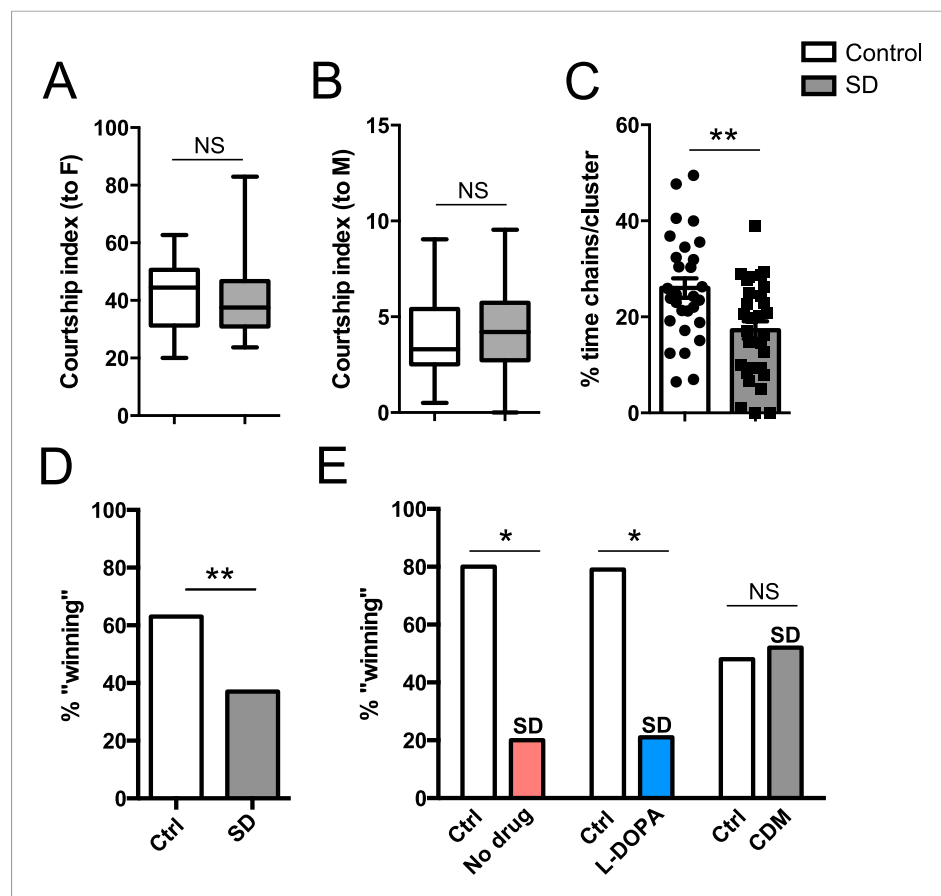 Control
SD
A
Courtship index (to F)
100
80
60
40
20
0
NS
B
Courtship index (to M)
15
10
5
0
NS
C
% time chains/cluster
60
40
20
0
**
D
% "winning"
100
80
60
40
20
0
**
Ctrl
SD
E
% "winning"
100
80
60
40
20
0
*
*
NS
SD
SD
SD
Ctrl
No drug
Ctrl
L-DOPA
Ctrl
CDM